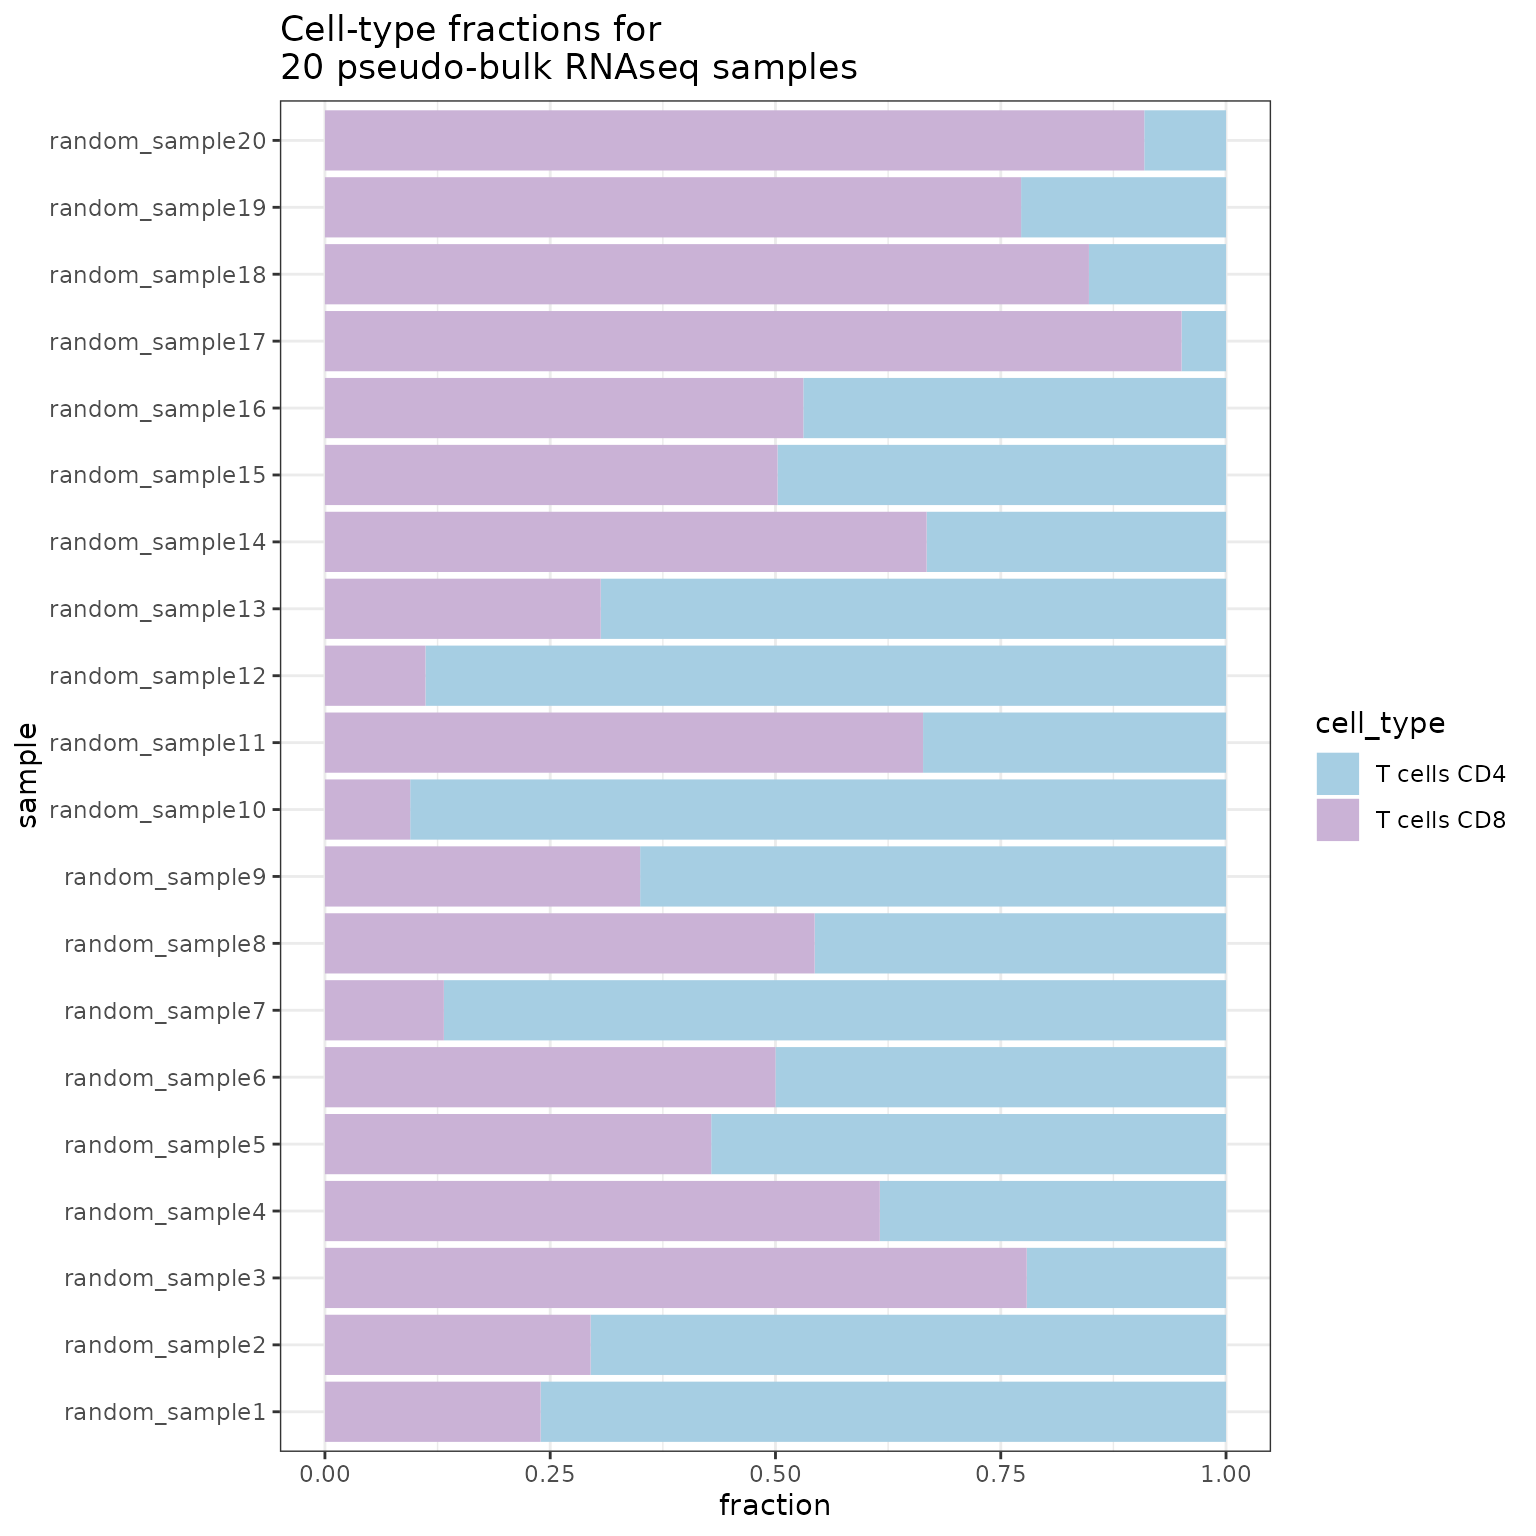 Cell-type fractions for
20 pseudo-bulk RNAseq samples
random_sample20
random_sample19
random_sample18
random_sample17
random_sample16
random_sample15
random_sample14
random_sample13
random_sample12
random_sample11
random_sample10
random_sample9
random_sample8
random_sample7
random_sample6
random_sample5
random_sample4
random_sample3
random_sample2
random_sample1
sample
0.00 0.25 0.50 0.75 1.00
fraction
cell_type
T cells CD4
T cells CD8